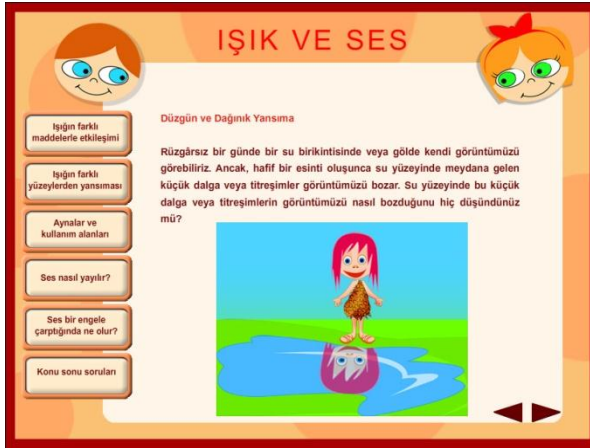 IŞIK VE SES
Işığın farklı
maddelerle etkileşimi
Işığın farklı
yüzeylerden yansıması
Aynalar ve
kullanım alanları
Ses nasıl yayılır?
Ses bir engele
çarptığında ne olur?
Konu sonu soruları
Düzgün ve Dağınık Yansıma
Rüzgârsız bir günde bir su birikintisinde veya gölde kendi görüntümüzü
görebiliriz. Ancak, hafif bir esinti oluşunca su yüzeyinde meydana gelen
küçük dalga veya titreşimler görüntümüzü bozar. Su yüzeyinde bu küçük
dalga veya titreşimlerin görüntümüzü nasıl bozduğunu hiç düşündünüz
mü?